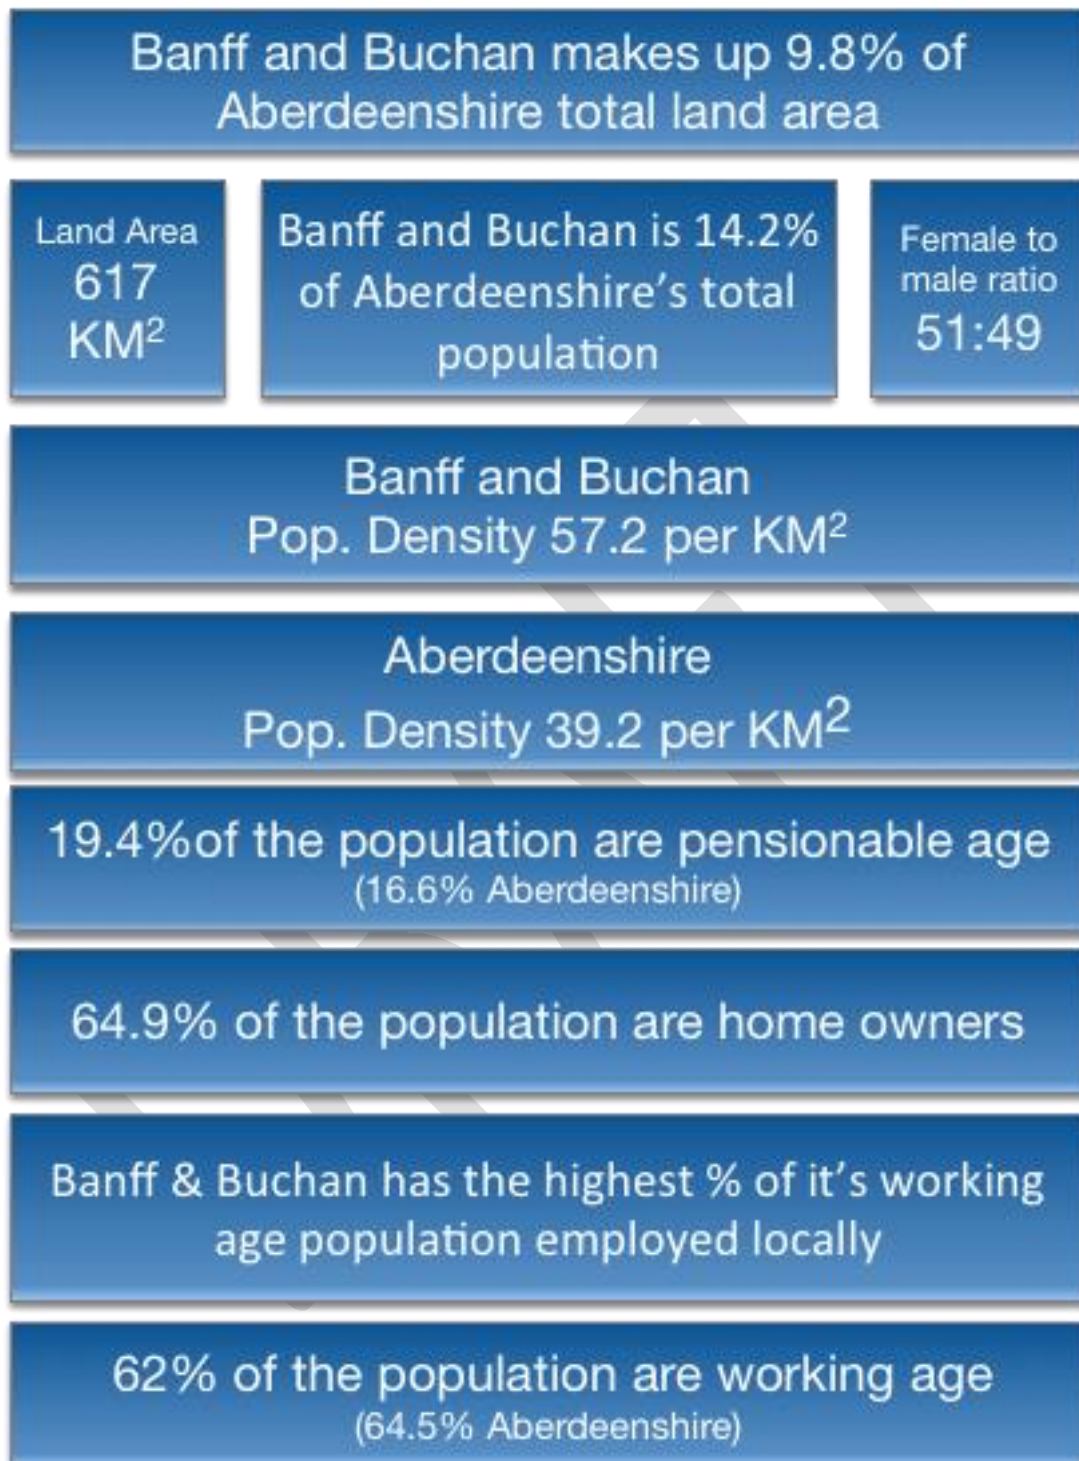 Banff and Buchan makes up 9.8% of
Aberdeenshire total land area
Land Area
617
KM²
Banff and Buchan is 14.2%
of Aberdeenshire's total
population
Female to
male ratio
51:49
Banff and Buchan
Pop. Density 57.2 per KM²
Aberdeenshire
Pop. Density 39.2 per KM²
19.4%of the population are pensionable age
(16.6% Aberdeenshire)
64.9% of the population are home owners
Banff & Buchan has the highest % of it's working
age population employed locally
62% of the population are working age
(64.5% Aberdeenshire)